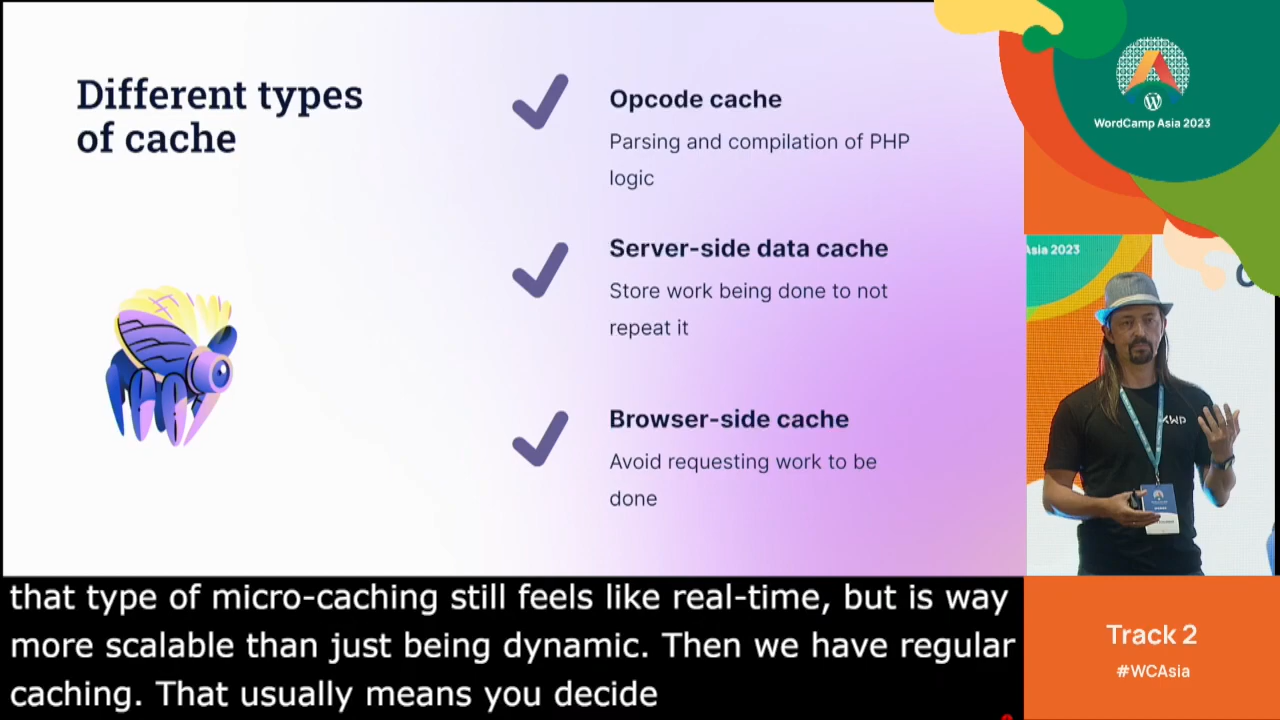 Different types
of cache
Opcode cache
Parsing and compilation of PHP
logic
Server-side data cache
Store work being done to not
repeat it
Browser-side cache
Avoid requesting work to be
done
WordCamp Asia 2023
Asia 2023
XWP
that type of micro-caching still feels like real-time, but is way
more scalable than just being dynamic. Then we have regular
caching. That usually means you decide
Track 2
#WCAsia